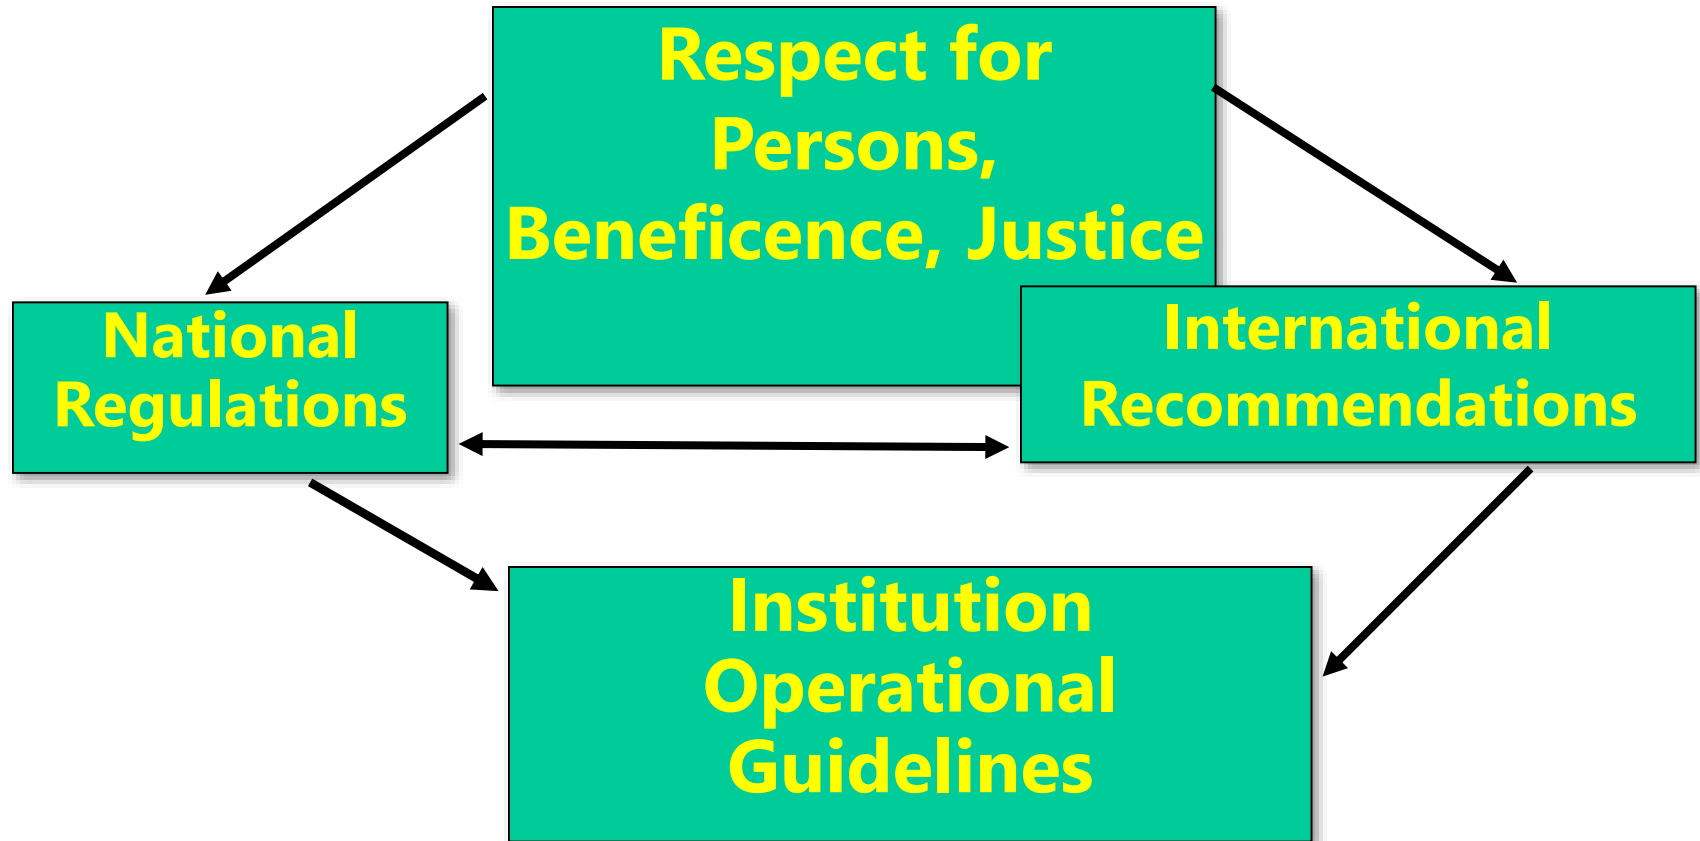 Respect for
Persons,
Beneficence, Justice
National
Regulations
International
Recommendations
Institution
Operational
Guidelines